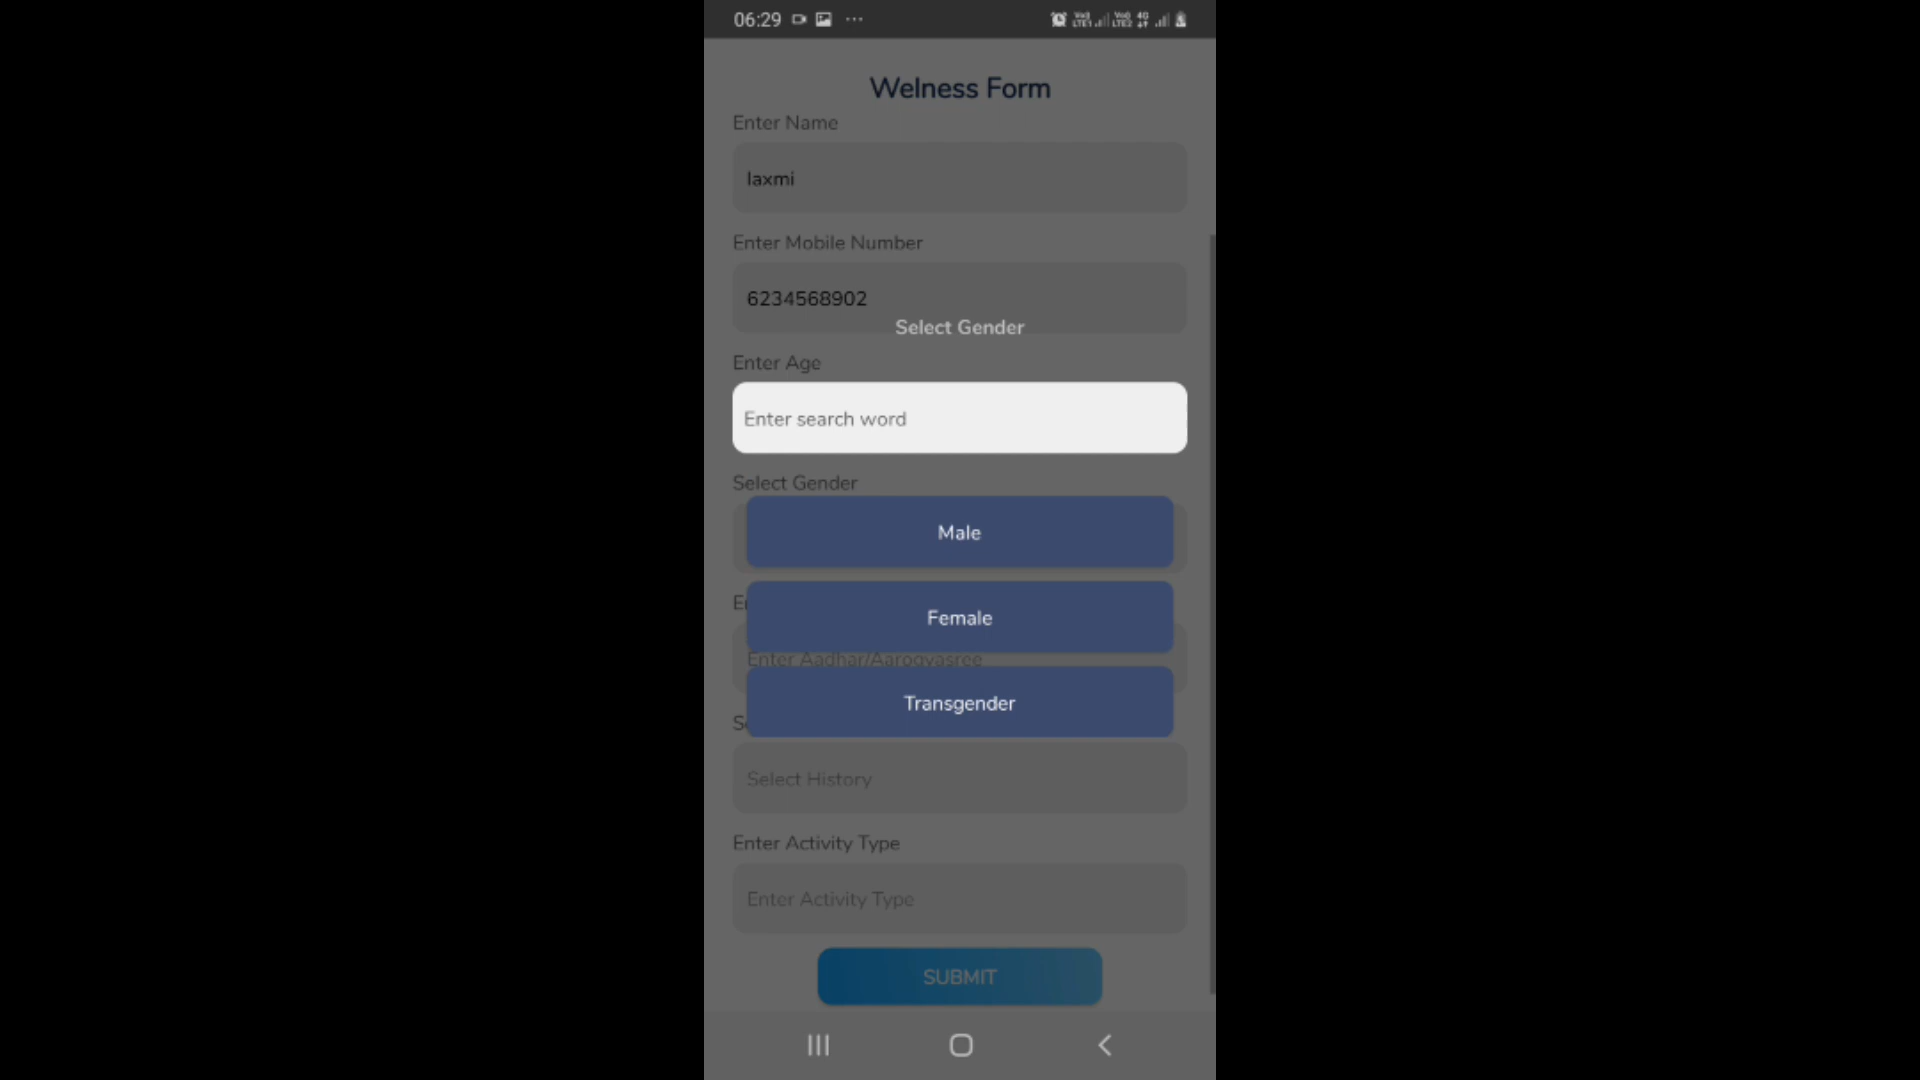 06:29
Welness Form
Enter Name
laxmi
Enter Mobile Number
6234568902
Select Gender
Enter Age
Enter search word
Select Gender
Male
Female
Enter Aadhar/Aarogyasree
Transgender
Select History
Enter Activity Type
Enter Activity Type
SUBMIT